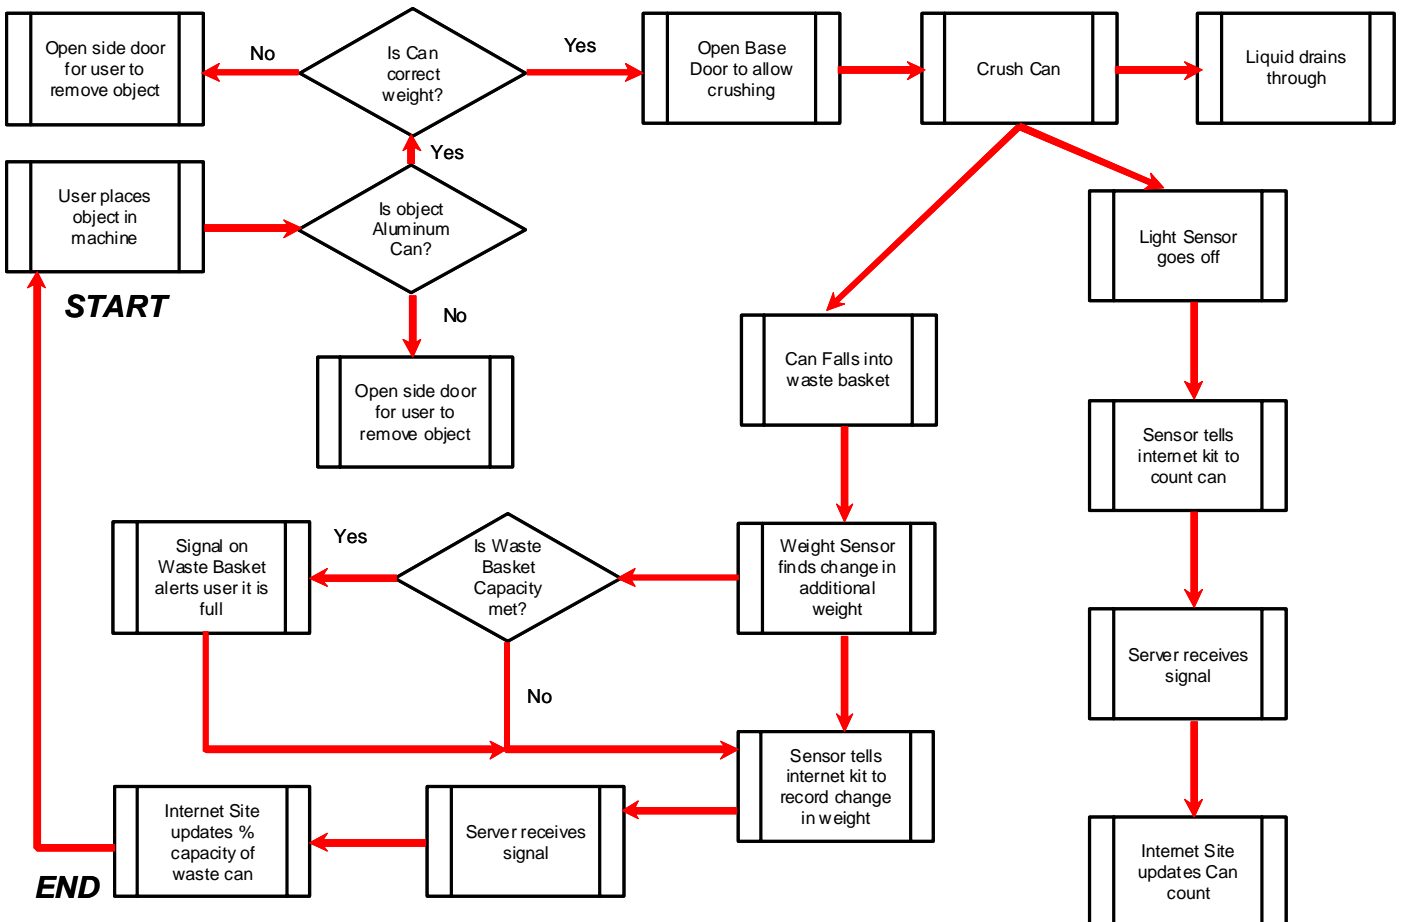 Open side door
for user to
remove object
No
Is Can
correct
weight?
Yes
Open Base
Door to allow
crushing
Crush Can
Liquid drains
through
Yes
User places
object in
machine
Is object
Aluminum
Can?
START
No
Open side door
for user to
remove object
Light Sensor
goes off
Can Falls into
waste basket
Sensor tells
internet kit to
count can
Signal on
Waste Basket
alerts user it is
full
Yes
Is Waste
Basket
Capacity
met?
Weight Sensor
finds change in
additional
weight
No
Server receives
signal
Sensor tells
internet kit to
record change
in weight
Server receives
signal
Internet Site
updates %
capacity of
waste can
END
Internet Site
updates Can
count